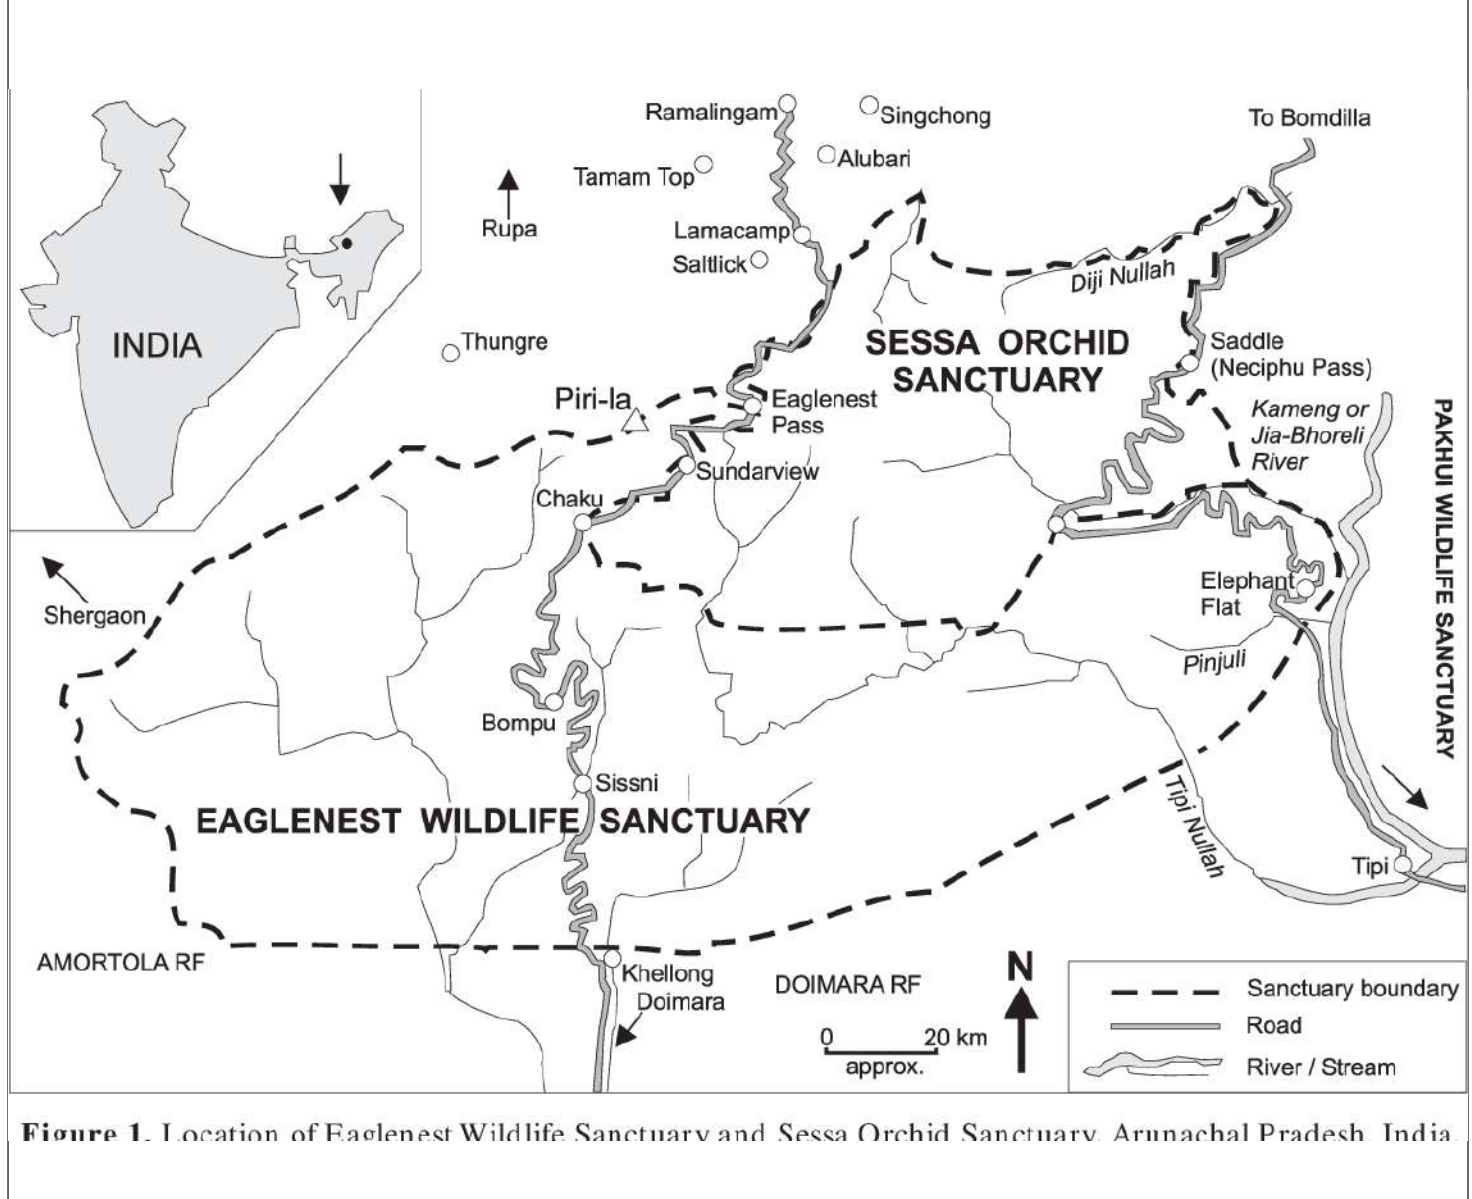 Ramalingam
Singchong
To Bomdilla
Alubari
Tamam Top
Rupa
Lamacamp
Saltlick
Diji Nullah
INDIA
Thungre
SESSA ORCHID
SANCTUARY
Saddle
(Neciphu Pass)
Piri-la
Eaglenest
Pass
Kameng or
Jia-Bhoreli
River
PAKHUI WILDLIFE SANCTUARY
Sundarview
Chaku
Shergaon
Elephant
Flat
Pinjuli
Bompu
Sissni
EAGLENEST WILDLIFE SANCTUARY
Tipi Nullah
Tipi
AMORTOLA RF
Khellong
Doimara
DOIMARA RF
N
0 20 km
approx.
Sanctuary boundary
Road
River / Stream
Figure 1. Location of Eaglenest Wildlife Sanctuary and Sessa Orchid Sanctuary, Arunachal Pradesh, India.